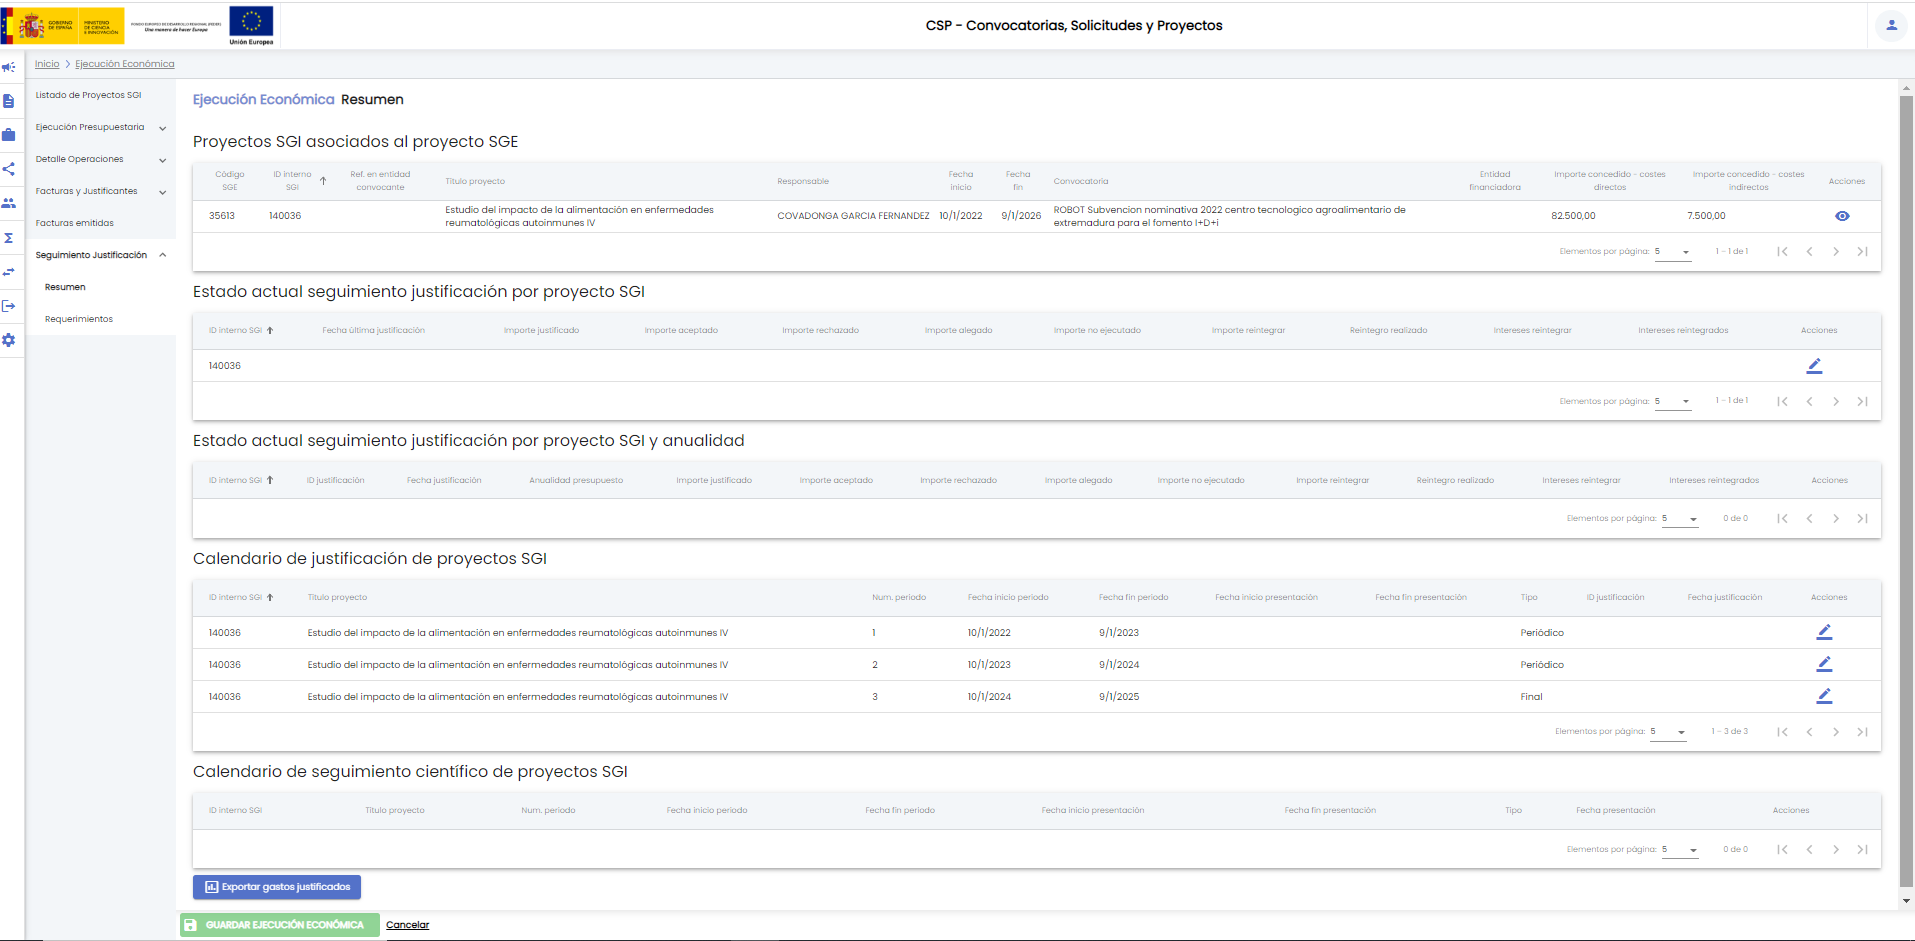 GOBIERNO
DE ESPAÑA
MINISTERIO
DE CIENCIA
E INNOVACIÓN
FONDO EUROPEO DE DESARROLLO REGIONAL (FEDER)
Una manera de hacer Europa
Unión Europea
CSP - Convocatorias, Solicitudes y Proyectos
Inicio > Ejecución Económica
Listado de Proyectos SGI
Ejecución Presupuestaria
Detalle Operaciones
Facturas y Justificantes
Facturas emitidas
Seguimiento Justificación
Resumen
Requerimientos
Ejecución Económica Resumen
Proyectos SGI asociados al proyecto SGE
Código SGE ID interno SGI Ref. en entidad convocante Título proyecto Responsable Fecha inicio Fecha fin Convocatoria Entidad financiadora Importe concedido - costes directos Importe concedido - costes indirectos Acciones
35613 140036 Estudio del impacto de la alimentación en enfermedades reumatológicas autoinmunes IV COVADONGA GARCIA FERNANDEZ 10/1/2022 9/1/2026 ROBOT Subvencion nominativa 2022 centro tecnologico agroalimentario de extremadura para el fomento I+D+i 82.500,00 7.500,00
Elementos por página: 5 1 - 1 de 1
Estado actual seguimiento justificación por proyecto SGI
ID interno SGI Fecha última justificación Importe justificado Importe aceptado Importe rechazado Importe alegado Importe no ejecutado Importe reintegrar Reintegro realizado Intereses reintegrar Intereses reintegrados Acciones
140036
Elementos por página: 5 1 - 1 de 1
Estado actual seguimiento justificación por proyecto SGI y anualidad
ID interno SGI ID justificación Fecha justificación Anualidad presupuesto Importe justificado Importe aceptado Importe rechazado Importe alegado Importe no ejecutado Importe reintegrar Reintegro realizado Intereses reintegrar Intereses reintegrados Acciones
Elementos por página: 5 0 de 0
Calendario de justificación de proyectos SGI
ID interno SGI Título proyecto Num. periodo Fecha inicio periodo Fecha fin periodo Fecha inicio presentación Fecha fin presentación Tipo ID justificación Fecha justificación Acciones
140036 Estudio del impacto de la alimentación en enfermedades reumatológicas autoinmunes IV 1 10/1/2022 9/1/2023 Periódico
140036 Estudio del impacto de la alimentación en enfermedades reumatológicas autoinmunes IV 2 10/1/2023 9/1/2024 Periódico
140036 Estudio del impacto de la alimentación en enfermedades reumatológicas autoinmunes IV 3 10/1/2024 9/1/2025 Final
Elementos por página: 5 1 - 3 de 3
Calendario de seguimiento científico de proyectos SGI
ID interno SGI Título proyecto Num. periodo Fecha inicio periodo Fecha fin periodo Fecha inicio presentación Fecha fin presentación Tipo Fecha presentación Acciones
Elementos por página: 5 0 de 0
Exportar gastos justificados
GUARDAR EJECUCIÓN ECONÓMICA Cancelar